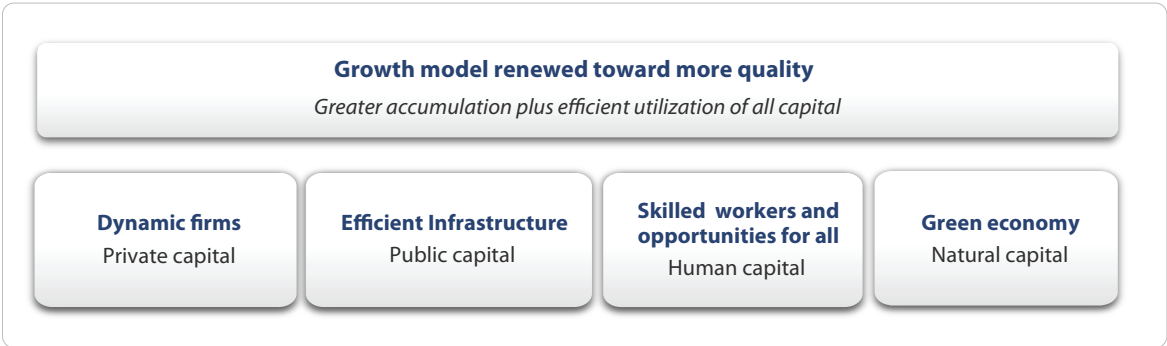 Growth model renewed toward more quality
Greater accumulation plus efficient utilization of all capital
Dynamic firms
Private capital
Efficient Infrastructure
Public capital
Skilled workers and
opportunities for all
Human capital
Green economy
Natural capital